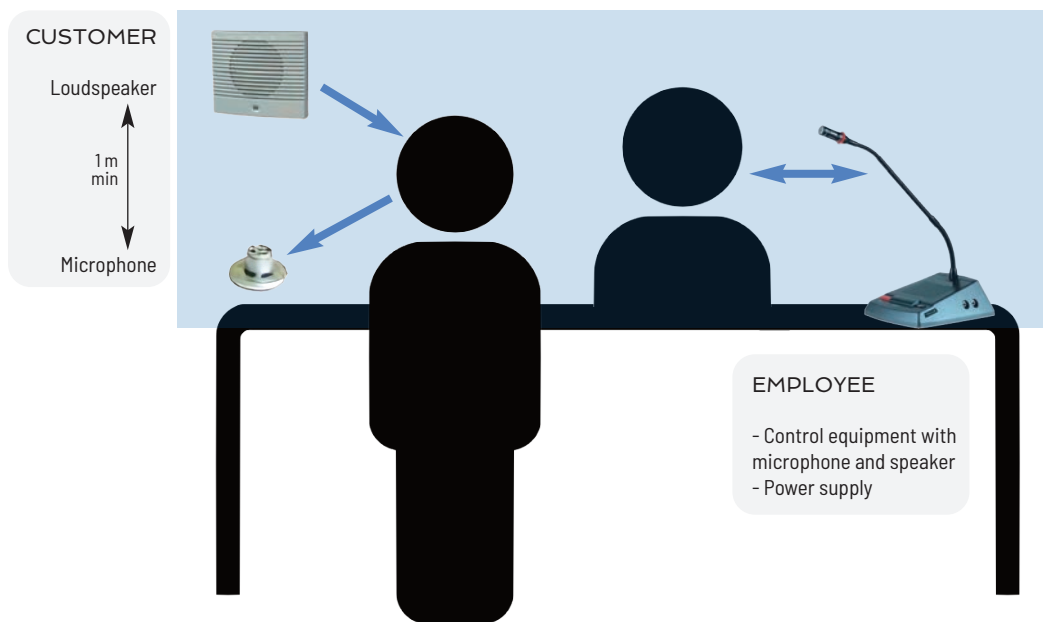 CUSTOMER
Loudspeaker
1 m
min
Microphone
EMPLOYEE
- Control equipment with
microphone and speaker
- Power supply